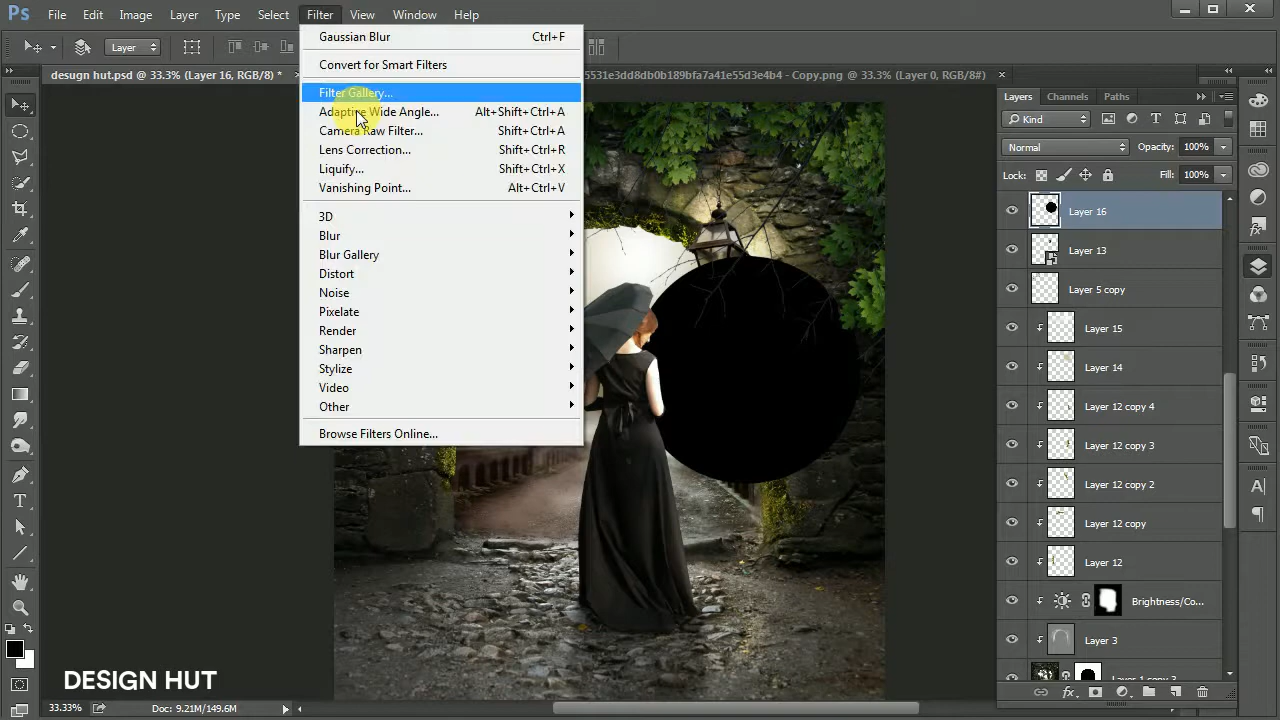 Ps File Edit Image Layer Type Select Filter View Window Help
Layer
design hut.psd @ 33.3% (Layer 16, RGB/8) * ×
5531e3dd8db0b189bfa7a41e55d3e4b4 - Copy.png @ 33.3% (Layer 0, RGB/8#) ×
Gaussian Blur Ctrl+F
Convert for Smart Filters
Filter Gallery...
Adaptive Wide Angle... Alt+Shift+Ctrl+A
Camera Raw Filter... Shift+Ctrl+A
Lens Correction... Shift+Ctrl+R
Liquify... Shift+Ctrl+X
Vanishing Point... Alt+Ctrl+V
3D
Blur
Blur Gallery
Distort
Noise
Pixelate
Render
Sharpen
Stylize
Video
Other
Browse Filters Online...
Layers Channels Paths
Kind
Normal Opacity: 100%
Lock: Fill: 100%
Layer 16
Layer 13
Layer 5 copy
Layer 15
Layer 14
Layer 12 copy 4
Layer 12 copy 3
Layer 12 copy 2
Layer 12 copy
Layer 12
Brightness/Co...
Layer 3
Layer 1 copy 3
DESIGN HUT
33.33% Doc: 9.21M/149.6M